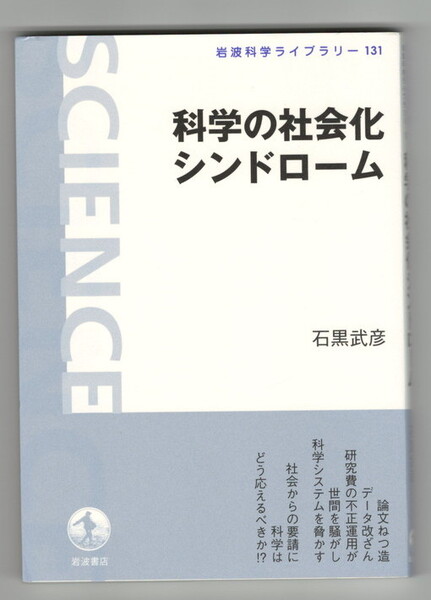 岩波科学ライブラリー 131
SCIENCE
科学の社会化
シンドローム
石黒武彦
論文ねつ造
データ改ざん
研究費の不正運用が
世間を騒がし
科学システムを脅かす
社会からの要請に
科学は
どう応えるべきか!?
岩波書店